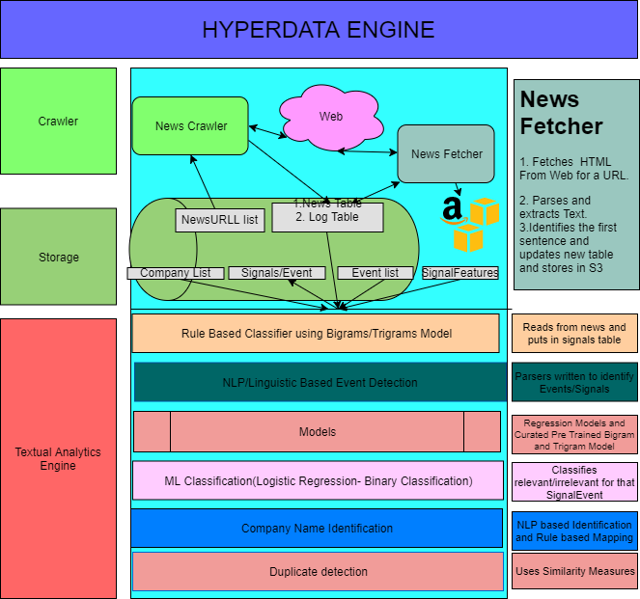 HYPERDATA ENGINE
Crawler
News Crawler
Web
News Fetcher
News
Fetcher
1. Fetches HTML
From Web for a URL.
2. Parses and
extracts Text.
3.Identifies the first
sentence and
updates new table
and stores in S3
a
Storage
NewsURLL list
1.News Table
2. Log Table
Company List
Signals/Event
Event list
SignalFeatures
Textual Analytics
Engine
Rule Based Classifier using Bigrams/Trigrams Model
Reads from news and
puts in signals table
NLP/Linguistic Based Event Detection
Parsers written to identify
Events/Signals
Models
Regression Models and
Curated Pre Trained Bigram
and Trigram Model
ML Classification(Logistic Regression- Binary Classification)
Classifies
relevant/irrelevant for that
SignalEvent
Company Name Identification
NLP based Identification
and Rule based Mapping
Duplicate detection
Uses Similarity Measures